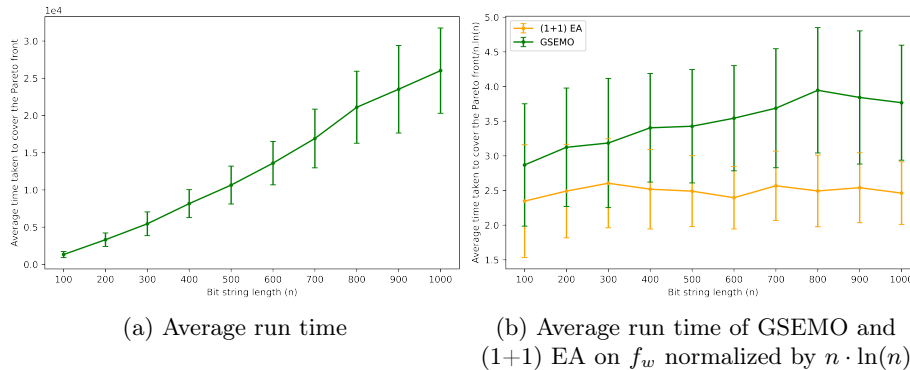 1e4
3.0
2.5
2.0
1.5
1.0
0.5
0.0
Average time taken to cover the Pareto front
100 200 300 400 500 600 700 800 900 1000
Bit string length (n)
(a) Average run time
5.0
4.5
4.0
3.5
3.0
2.5
2.0
1.5
Average time taken to cover the Pareto front/n.ln(n)
(1+1) EA
GSEMO
100 200 300 400 500 600 700 800 900 1000
Bit string length (n)
(b) Average run time of GSEMO and
(1+1) EA on f_w normalized by n · ln(n)